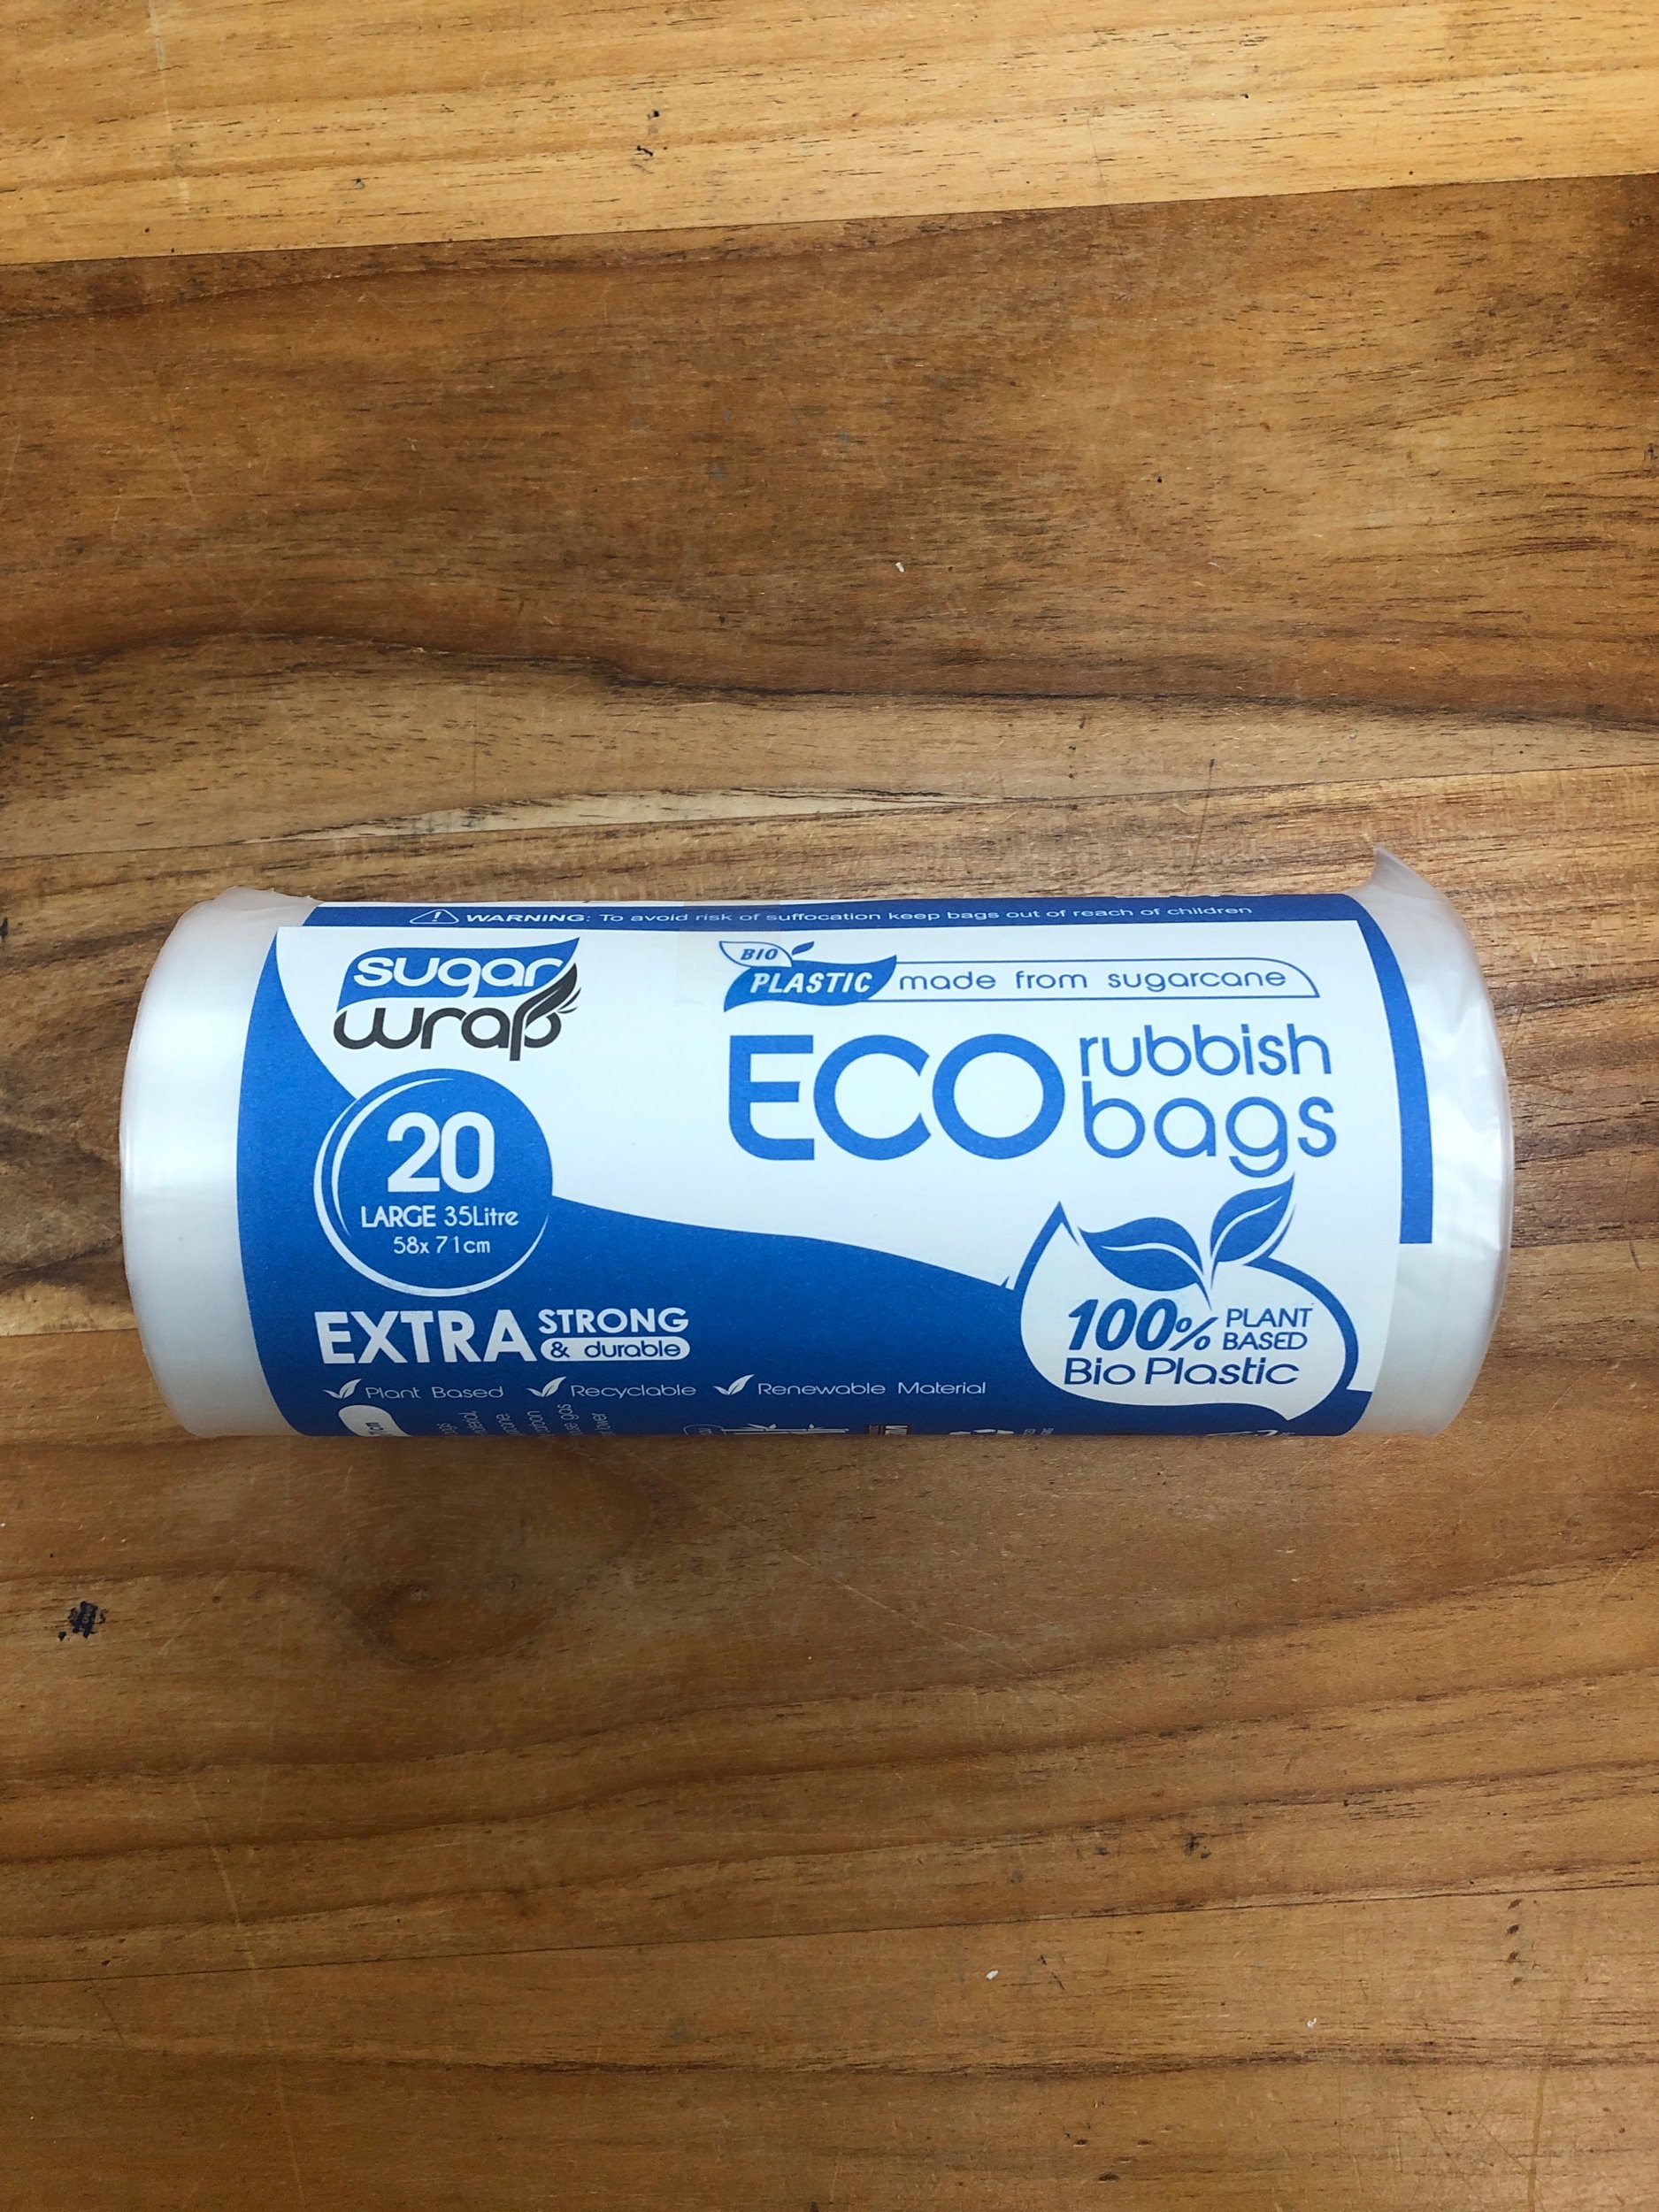 WARNING: To avoid risk of suffocation keep bags out of reach of children
sugar
wrap
BIO
PLASTIC made from sugarcane
ECO rubbish
bags
20
LARGE 35Litre
58x71cm
EXTRA STRONG
& durable
100% PLANT
BASED
Bio Plastic
Plant Based Recyclable Renewable Material